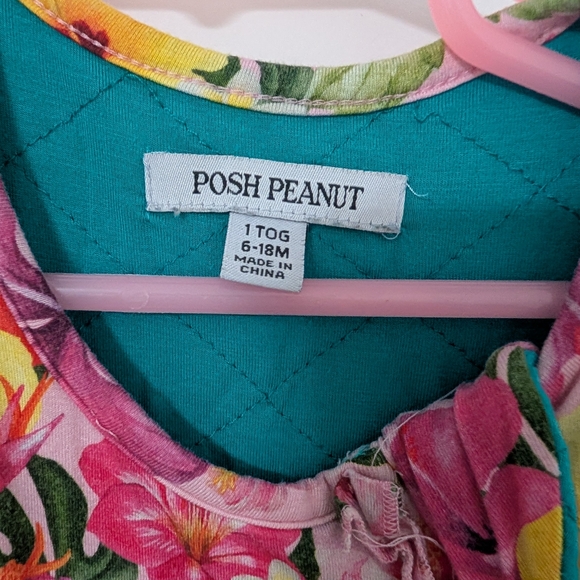 POSH PEANUT
1 TOG
6-18M
MADE IN
CHINA